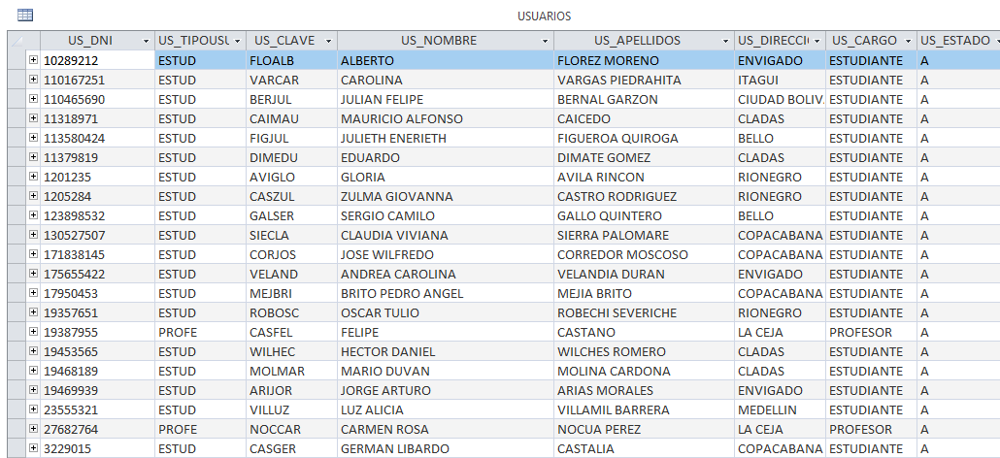 USUARIOS
US_DNI US_TIPOUSU US_CLAVE US_NOMBRE US_APELLIDOS US_DIRECCI US_CARGO US_ESTADO
10289212 ESTUD FLOALB ALBERTO FLOREZ MORENO ENVIGADO ESTUDIANTE A
110167251 ESTUD VARCAR CAROLINA VARGAS PIEDRAHITA ITAGUI ESTUDIANTE A
110465690 ESTUD BERJUL JULIAN FELIPE BERNAL GARZON CIUDAD BOLIV. ESTUDIANTE A
11318971 ESTUD CAIMAU MAURICIO ALFONSO CAICEDO CLADAS ESTUDIANTE A
113580424 ESTUD FIGJUL JULIETH ENERIETH FIGUEROA QUIROGA BELLO ESTUDIANTE A
11379819 ESTUD DIMEDU EDUARDO DIMATE GOMEZ CLADAS ESTUDIANTE A
1201235 ESTUD AVIGLO GLORIA AVILA RINCON RIONEGRO ESTUDIANTE A
1205284 ESTUD CASZUL ZULMA GIOVANNA CASTRO RODRIGUEZ RIONEGRO ESTUDIANTE A
123898532 ESTUD GALSER SERGIO CAMILO GALLO QUINTERO BELLO ESTUDIANTE A
130527507 ESTUD SIECLA CLAUDIA VIVIANA SIERRA PALOMARE COPACABANA ESTUDIANTE A
171838145 ESTUD CORJOS JOSE WILFREDO CORREDOR MOSCOSO COPACABANA ESTUDIANTE A
175655422 ESTUD VELAND ANDREA CAROLINA VELANDIA DURAN ENVIGADO ESTUDIANTE A
17950453 ESTUD MEJBRI BRITO PEDRO ANGEL MEJIA BRITO COPACABANA ESTUDIANTE A
19357651 ESTUD ROBOSC OSCAR TULIO ROBECHI SEVERICHE RIONEGRO ESTUDIANTE A
19387955 PROFE CASFEL FELIPE CASTANO LA CEJA PROFESOR A
19453565 ESTUD WILHEC HECTOR DANIEL WILCHES ROMERO CLADAS ESTUDIANTE A
19468189 ESTUD MOLMAR MARIO DUVAN MOLINA CARDONA CLADAS ESTUDIANTE A
19469939 ESTUD ARIJOR JORGE ARTURO ARIAS MORALES ENVIGADO ESTUDIANTE A
23555321 ESTUD VILLUZ LUZ ALICIA VILLAMIL BARRERA MEDELLIN ESTUDIANTE A
27682764 PROFE NOCCAR CARMEN ROSA NOCUA PEREZ LA CEJA PROFESOR A
3229015 ESTUD CASGER GERMAN LIBARDO CASTALIA COPACABANA ESTUDIANTE A